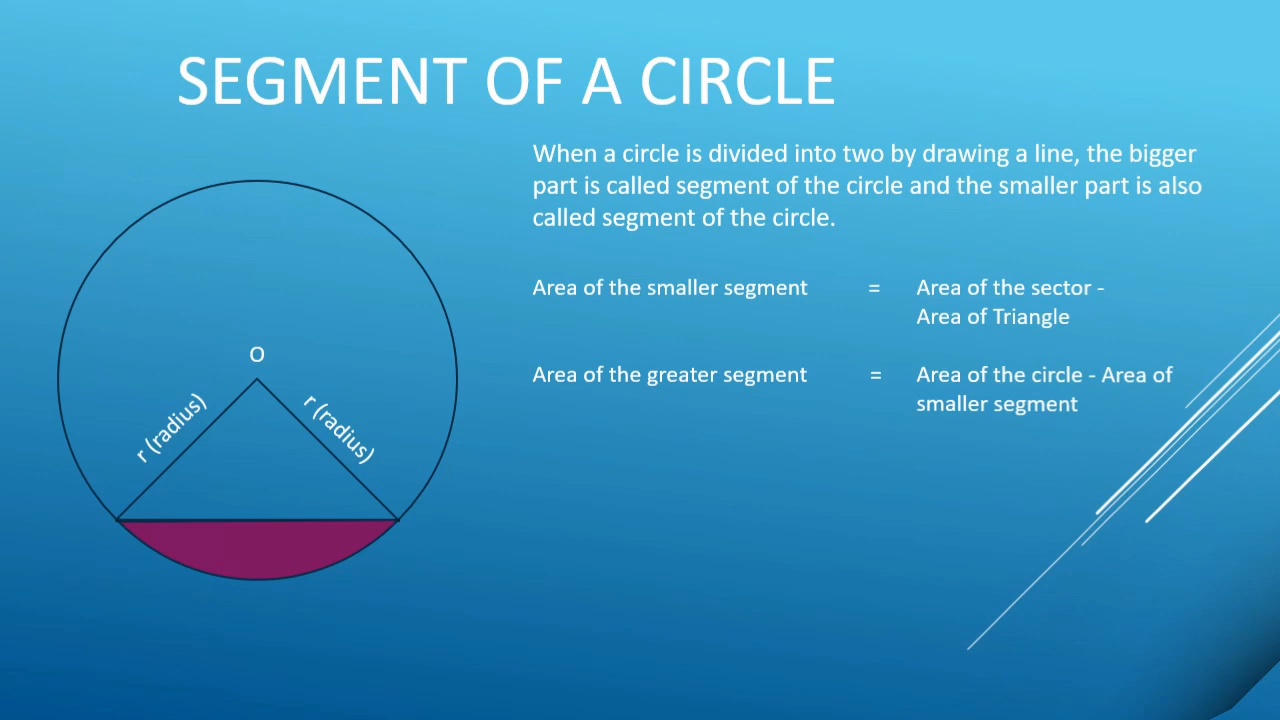 SEGMENT OF A CIRCLE
When a circle is divided into two by drawing a line, the bigger
part is called segment of the circle and the smaller part is also
called segment of the circle.
O
r (radius)
r (radius)
Area of the smaller segment = Area of the sector -
Area of Triangle
Area of the greater segment = Area of the circle - Area of
smaller segment